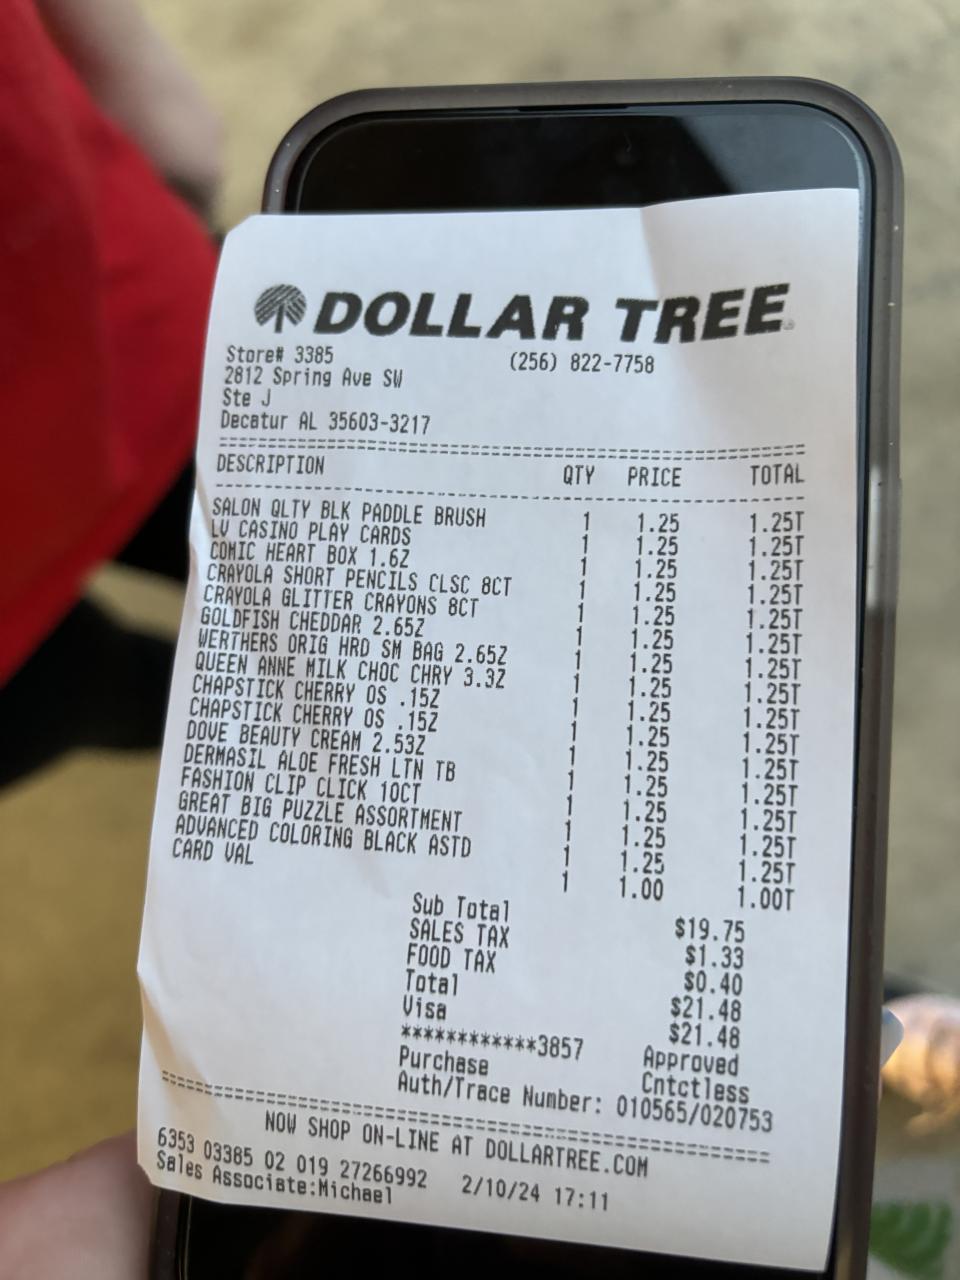 DOLLAR TREE
Store# 3385 (256) 822-7758
2812 Spring Ave SW
Ste J
Decatur AL 35603-3217
DESCRIPTION QTY PRICE TOTAL
SALON QLTY BLK PADDLE BRUSH 1 1.25 1.25T
LV CASINO PLAY CARDS 1 1.25 1.25T
COMIC HEART BOX 1.6Z 1 1.25 1.25T
CRAYOLA SHORT PENCILS CLSC 8CT 1 1.25 1.25T
CRAYOLA GLITTER CRAYONS 8CT 1 1.25 1.25T
GOLDFISH CHEDDAR 2.65Z 1 1.25 1.25T
WERTHERS ORIG HRD SM BAG 2.65Z 1 1.25 1.25T
QUEEN ANNE MILK CHOC CHRY 3.3Z 1 1.25 1.25T
CHAPSTICK CHERRY OS .15Z 1 1.25 1.25T
CHAPSTICK CHERRY OS .15Z 1 1.25 1.25T
DOVE BEAUTY CREAM 2.53Z 1 1.25 1.25T
DERMASIL ALOE FRESH LTN TB 1 1.25 1.25T
FASHION CLIP CLICK 10CT 1 1.25 1.25T
GREAT BIG PUZZLE ASSORTMENT 1 1.25 1.25T
ADVANCED COLORING BLACK ASTD 1 1.25 1.25T
CARD VAL 1 1.00 1.00T
Sub Total $19.75
SALES TAX $1.33
FOOD TAX $0.40
Total $21.48
Visa $21.48
************3857 Approved
Purchase Cntctless
Auth/Trace Number: 010565/020753
NOW SHOP ON-LINE AT DOLLARTREE.COM
6353 03385 02 019 27266992 2/10/24 17:11
Sales Associate:Michael